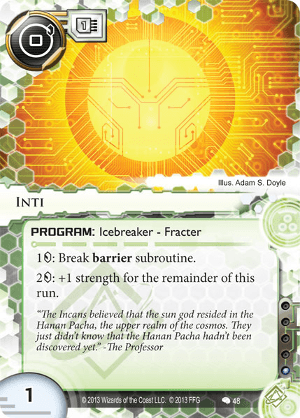 0
1
Illus. Adam S. Doyle
INTI
PROGRAM: Icebreaker - Fracter
1: Break barrier subroutine.
2: +1 strength for the remainder of this
run.
“The Incans believed that the sun god resided in the
Hanan Pacha, the upper realm of the cosmos. They
just didn't know that the Hanan Pacha hadn't been
discovered yet.” -The Professor
1
© 2013 Wizards of the Coast LLC. © 2013 FFG 48